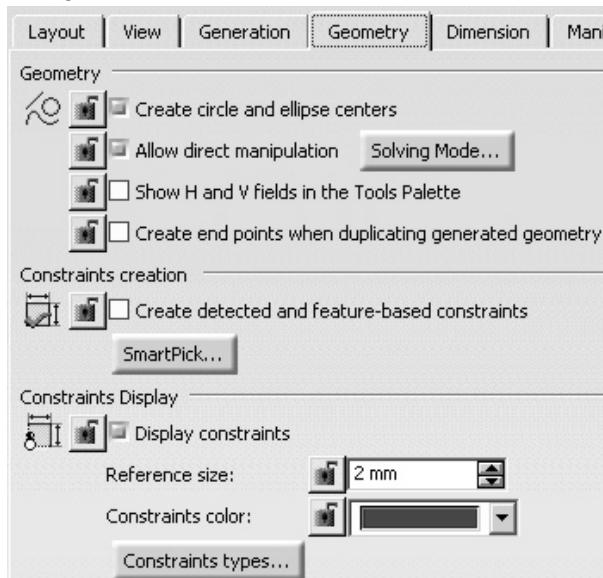 Layout View Generation Geometry Dimension
Geometry
Create circle and ellipse centers
Allow direct manipulation Solving Mode...
Show H and V fields in the Tools Palette
Create end points when duplicating generated geometry
Constraints creation
Create detected and feature-based constraints
SmartPick...
Constraints Display
Display constraints
Reference size: 2 mm
Constraints color:
Constraints types...